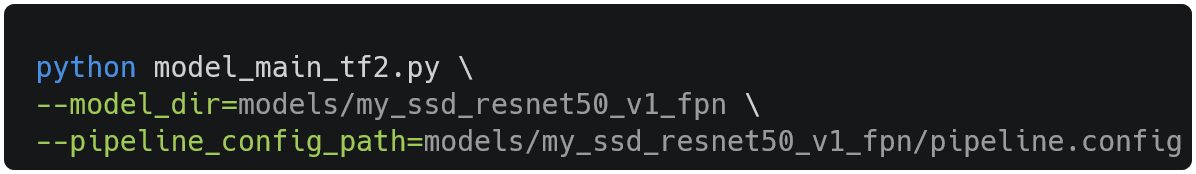 python model_main_tf2.py \
--model_dir=models/my_ssd_resnet50_v1_fpn \
--pipeline_config_path=models/my_ssd_resnet50_v1_fpn/pipeline.config